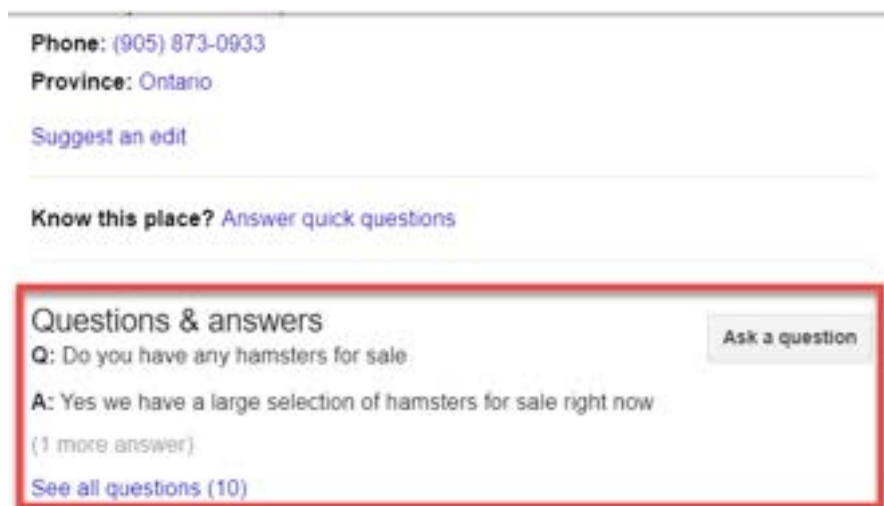 Phone: (905) 873-0933
Province: Ontario
Suggest an edit
Know this place? Answer quick questions
Questions & answers
Ask a question
Q: Do you have any hamsters for sale
A: Yes we have a large selection of hamsters for sale right now
(1 more answer)
See all questions (10)